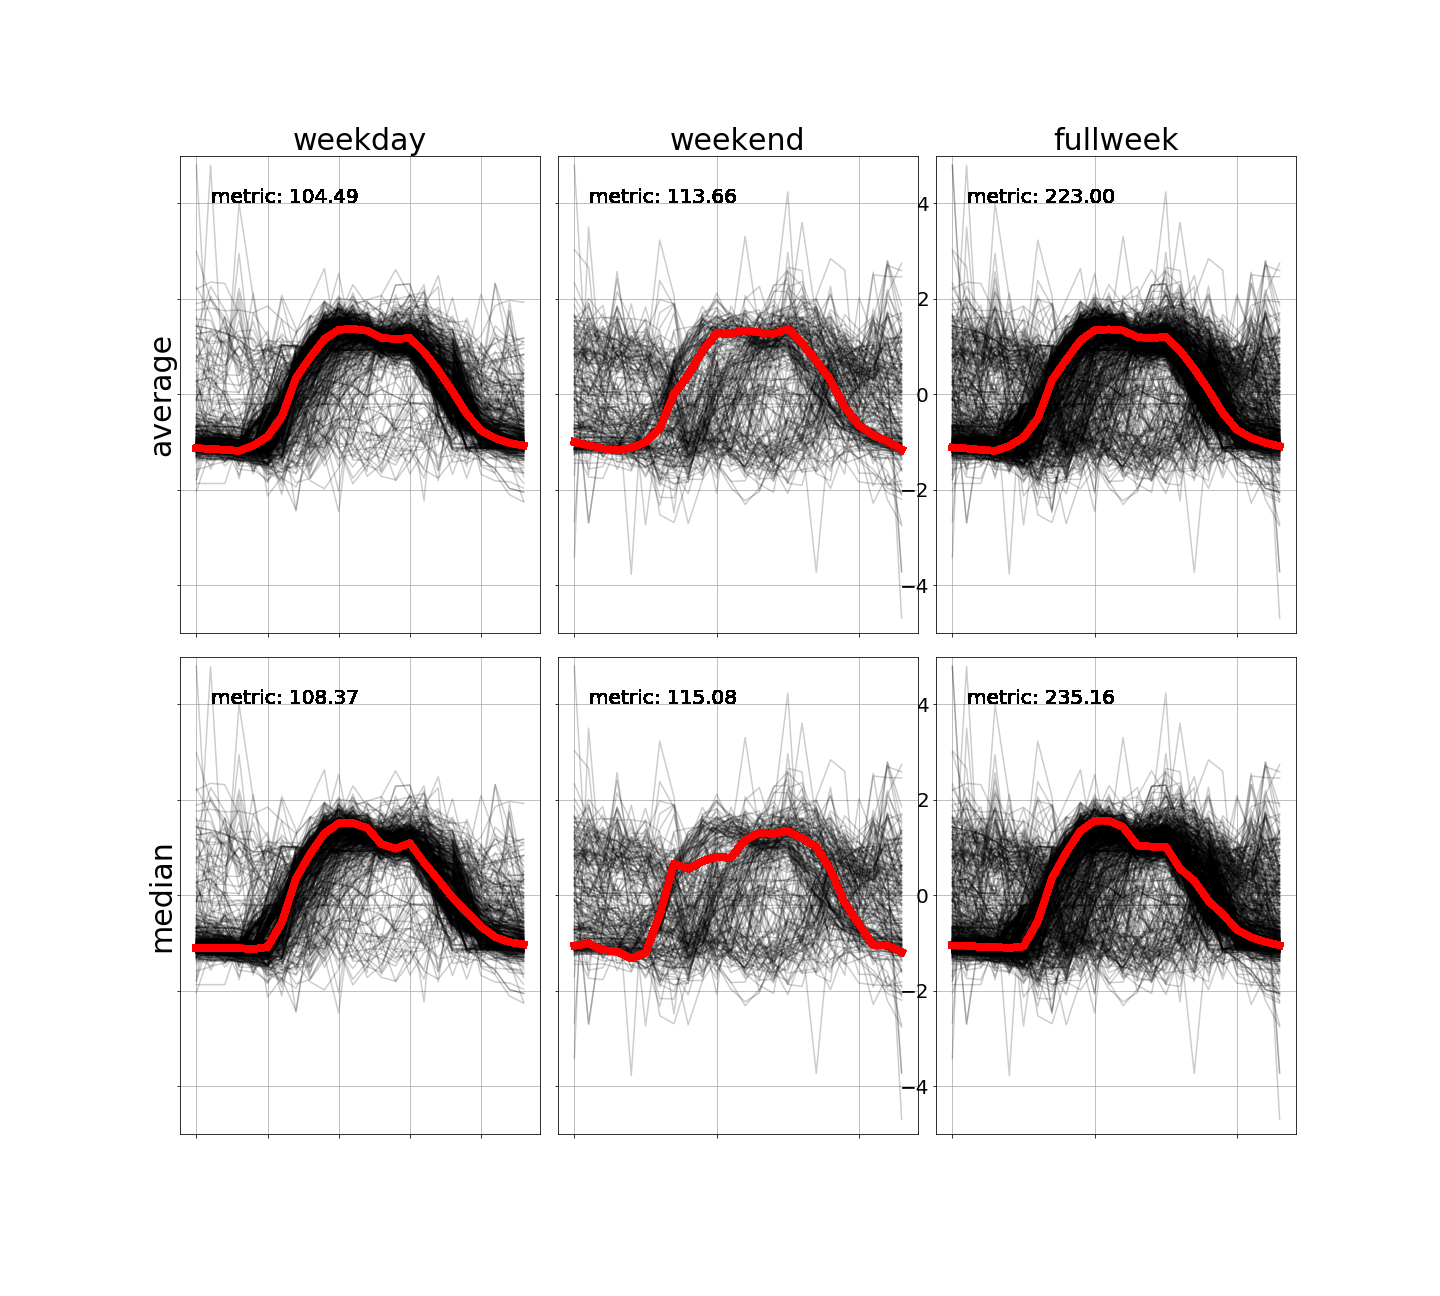 weekday weekend fullweek
average
metric: 104.49
metric: 113.66
metric: 223.00
4
2
0
−2
−4
median
metric: 108.37
metric: 115.08
metric: 235.16
4
2
0
−2
−4